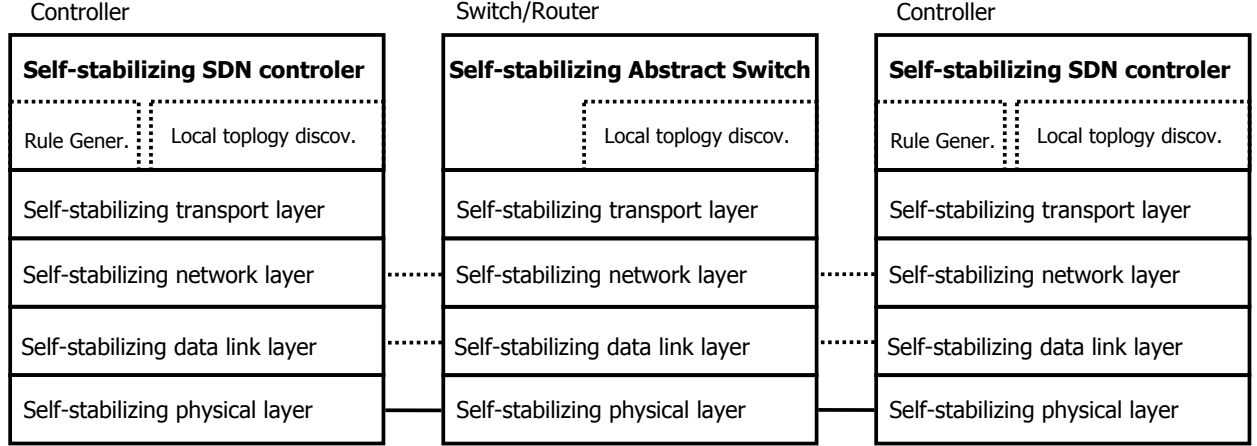 Controller
Switch/Router
Controller
Self-stabilizing SDN controler
Self-stabilizing Abstract Switch
Self-stabilizing SDN controler
Rule Gener.
Local toplogy discov.
Local toplogy discov.
Rule Gener.
Local toplogy discov.
Self-stabilizing transport layer
Self-stabilizing transport layer
Self-stabilizing transport layer
Self-stabilizing network layer
Self-stabilizing network layer
Self-stabilizing network layer
Self-stabilizing data link layer
Self-stabilizing data link layer
Self-stabilizing data link layer
Self-stabilizing physical layer
Self-stabilizing physical layer
Self-stabilizing physical layer